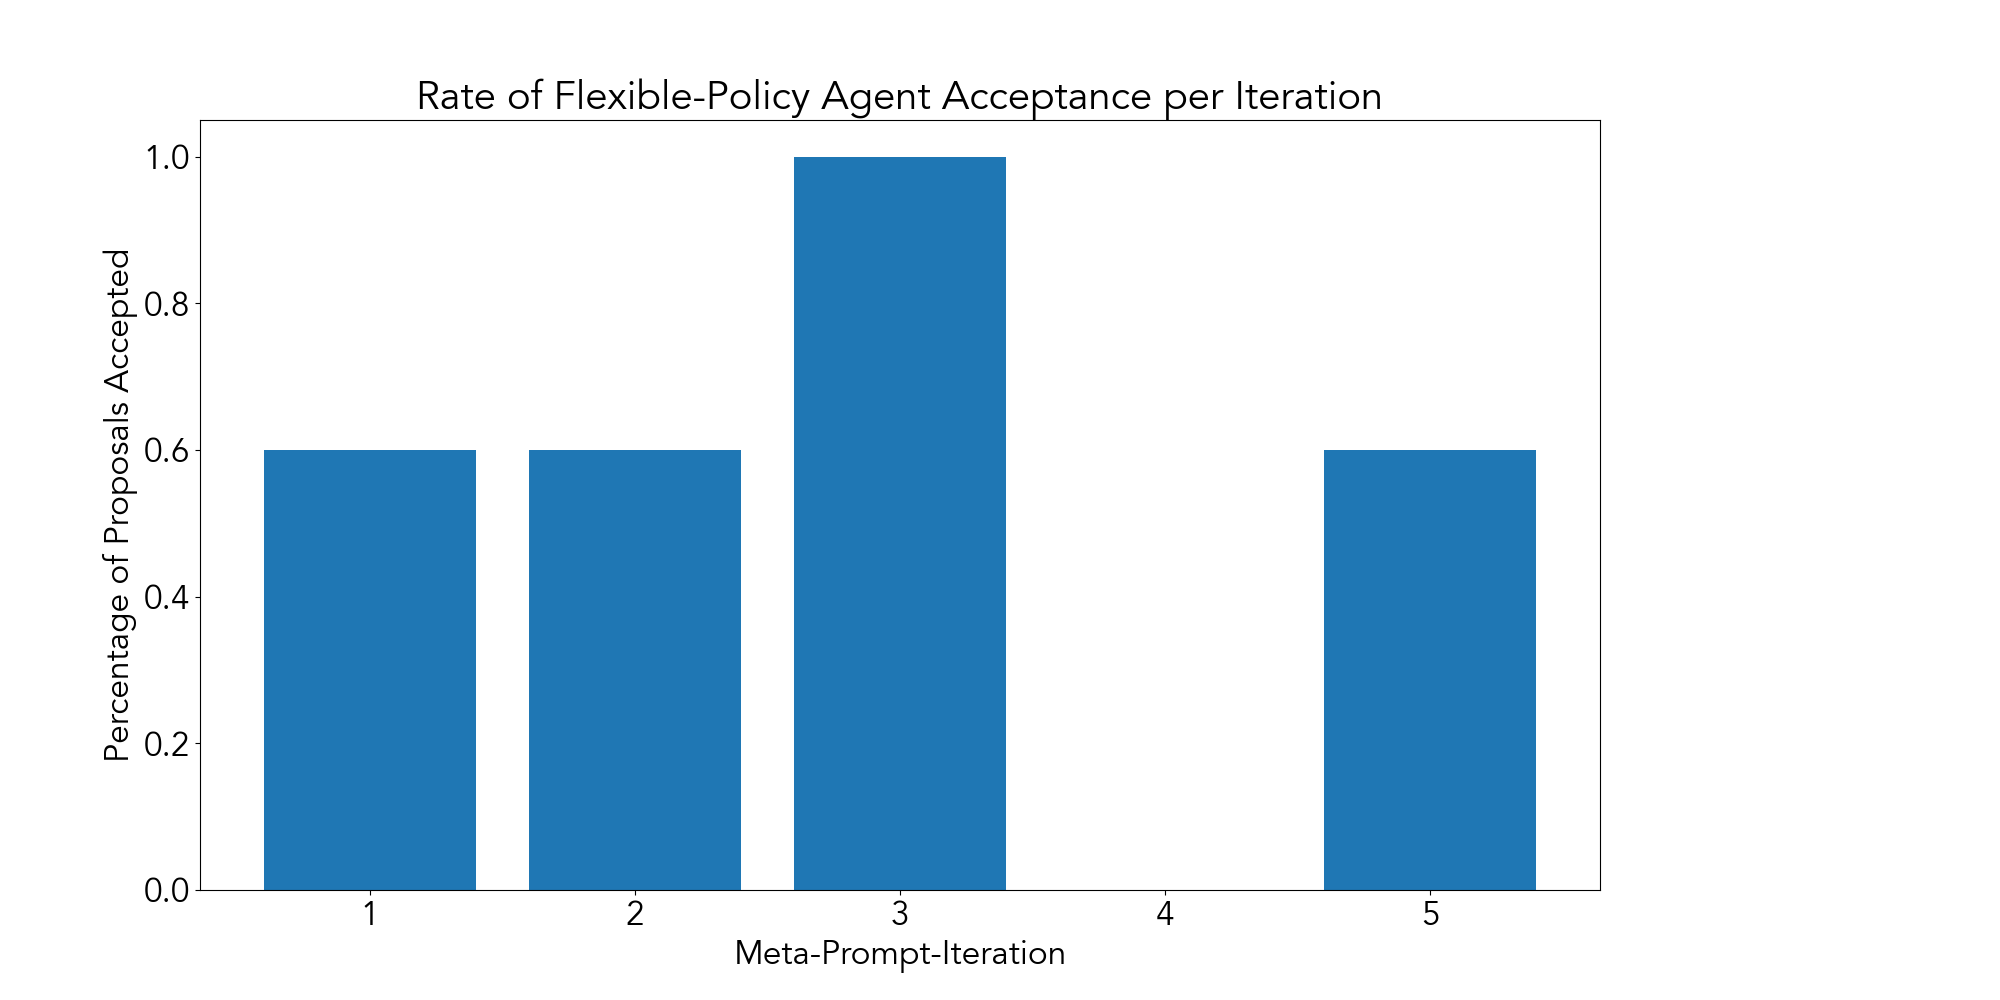 Rate of Flexible-Policy Agent Acceptance per Iteration
Percentage of Proposals Accepted
1.0
0.8
0.6
0.4
0.2
0.0
1 2 3 4 5
Meta-Prompt-Iteration